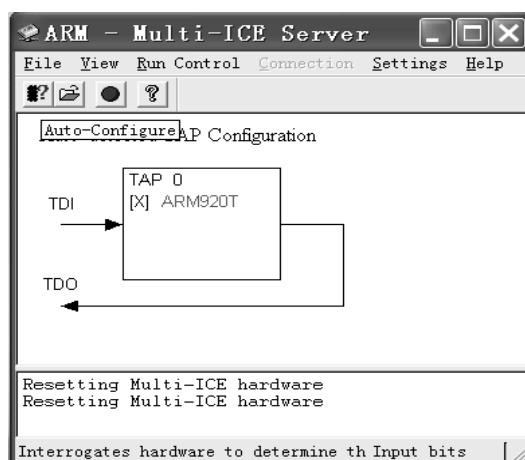 ARM - Multi-ICE Server
File View Run Control Connection Settings Help
Auto-Configure AP Configuration
TAP 0
[X] ARM920T
TDI
TDO
Resetting Multi-ICE hardware
Resetting Multi-ICE hardware
Interrogates hardware to determine th Input bits